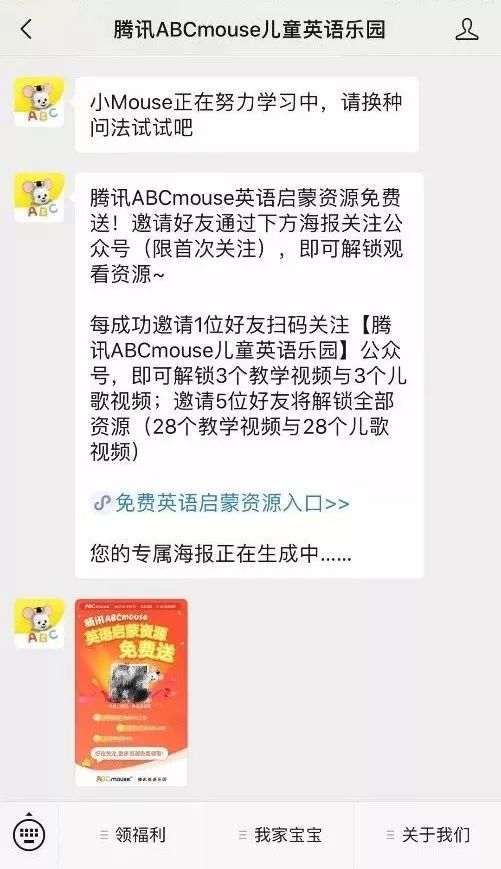 腾讯ABCmouse儿童英语乐园
小Mouse正在努力学习中，请换种
问法试试吧
ABC
腾讯ABCmouse英语启蒙资源免费
送！邀请好友通过下方海报关注公
众号（限首次关注），即可解锁观
看资源~
ABC
每成功邀请1位好友扫码关注【腾
讯ABCmouse儿童英语乐园】公众
号，即可解锁3个教学视频与3个儿
歌视频；邀请5位好友将解锁全部
资源（28个教学视频与28个儿歌
视频）
免费英语启蒙资源入口>>
您的专属海报正在生成中......
ABC
ABCmouse
腾讯ABCmouse
英语启蒙资源
免费送
ABCmouse 腾讯英语乐园
领福利
我家宝宝
关于我们